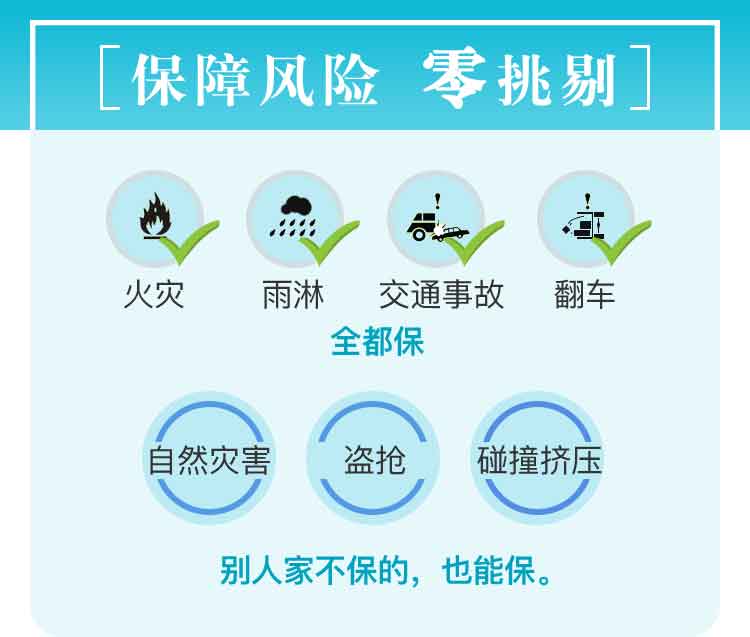 保障风险 零挑剔
火灾 雨淋 交通事故 翻车
全都保
自然灾害 盗抢 碰撞挤压
别人家不保的，也能保。